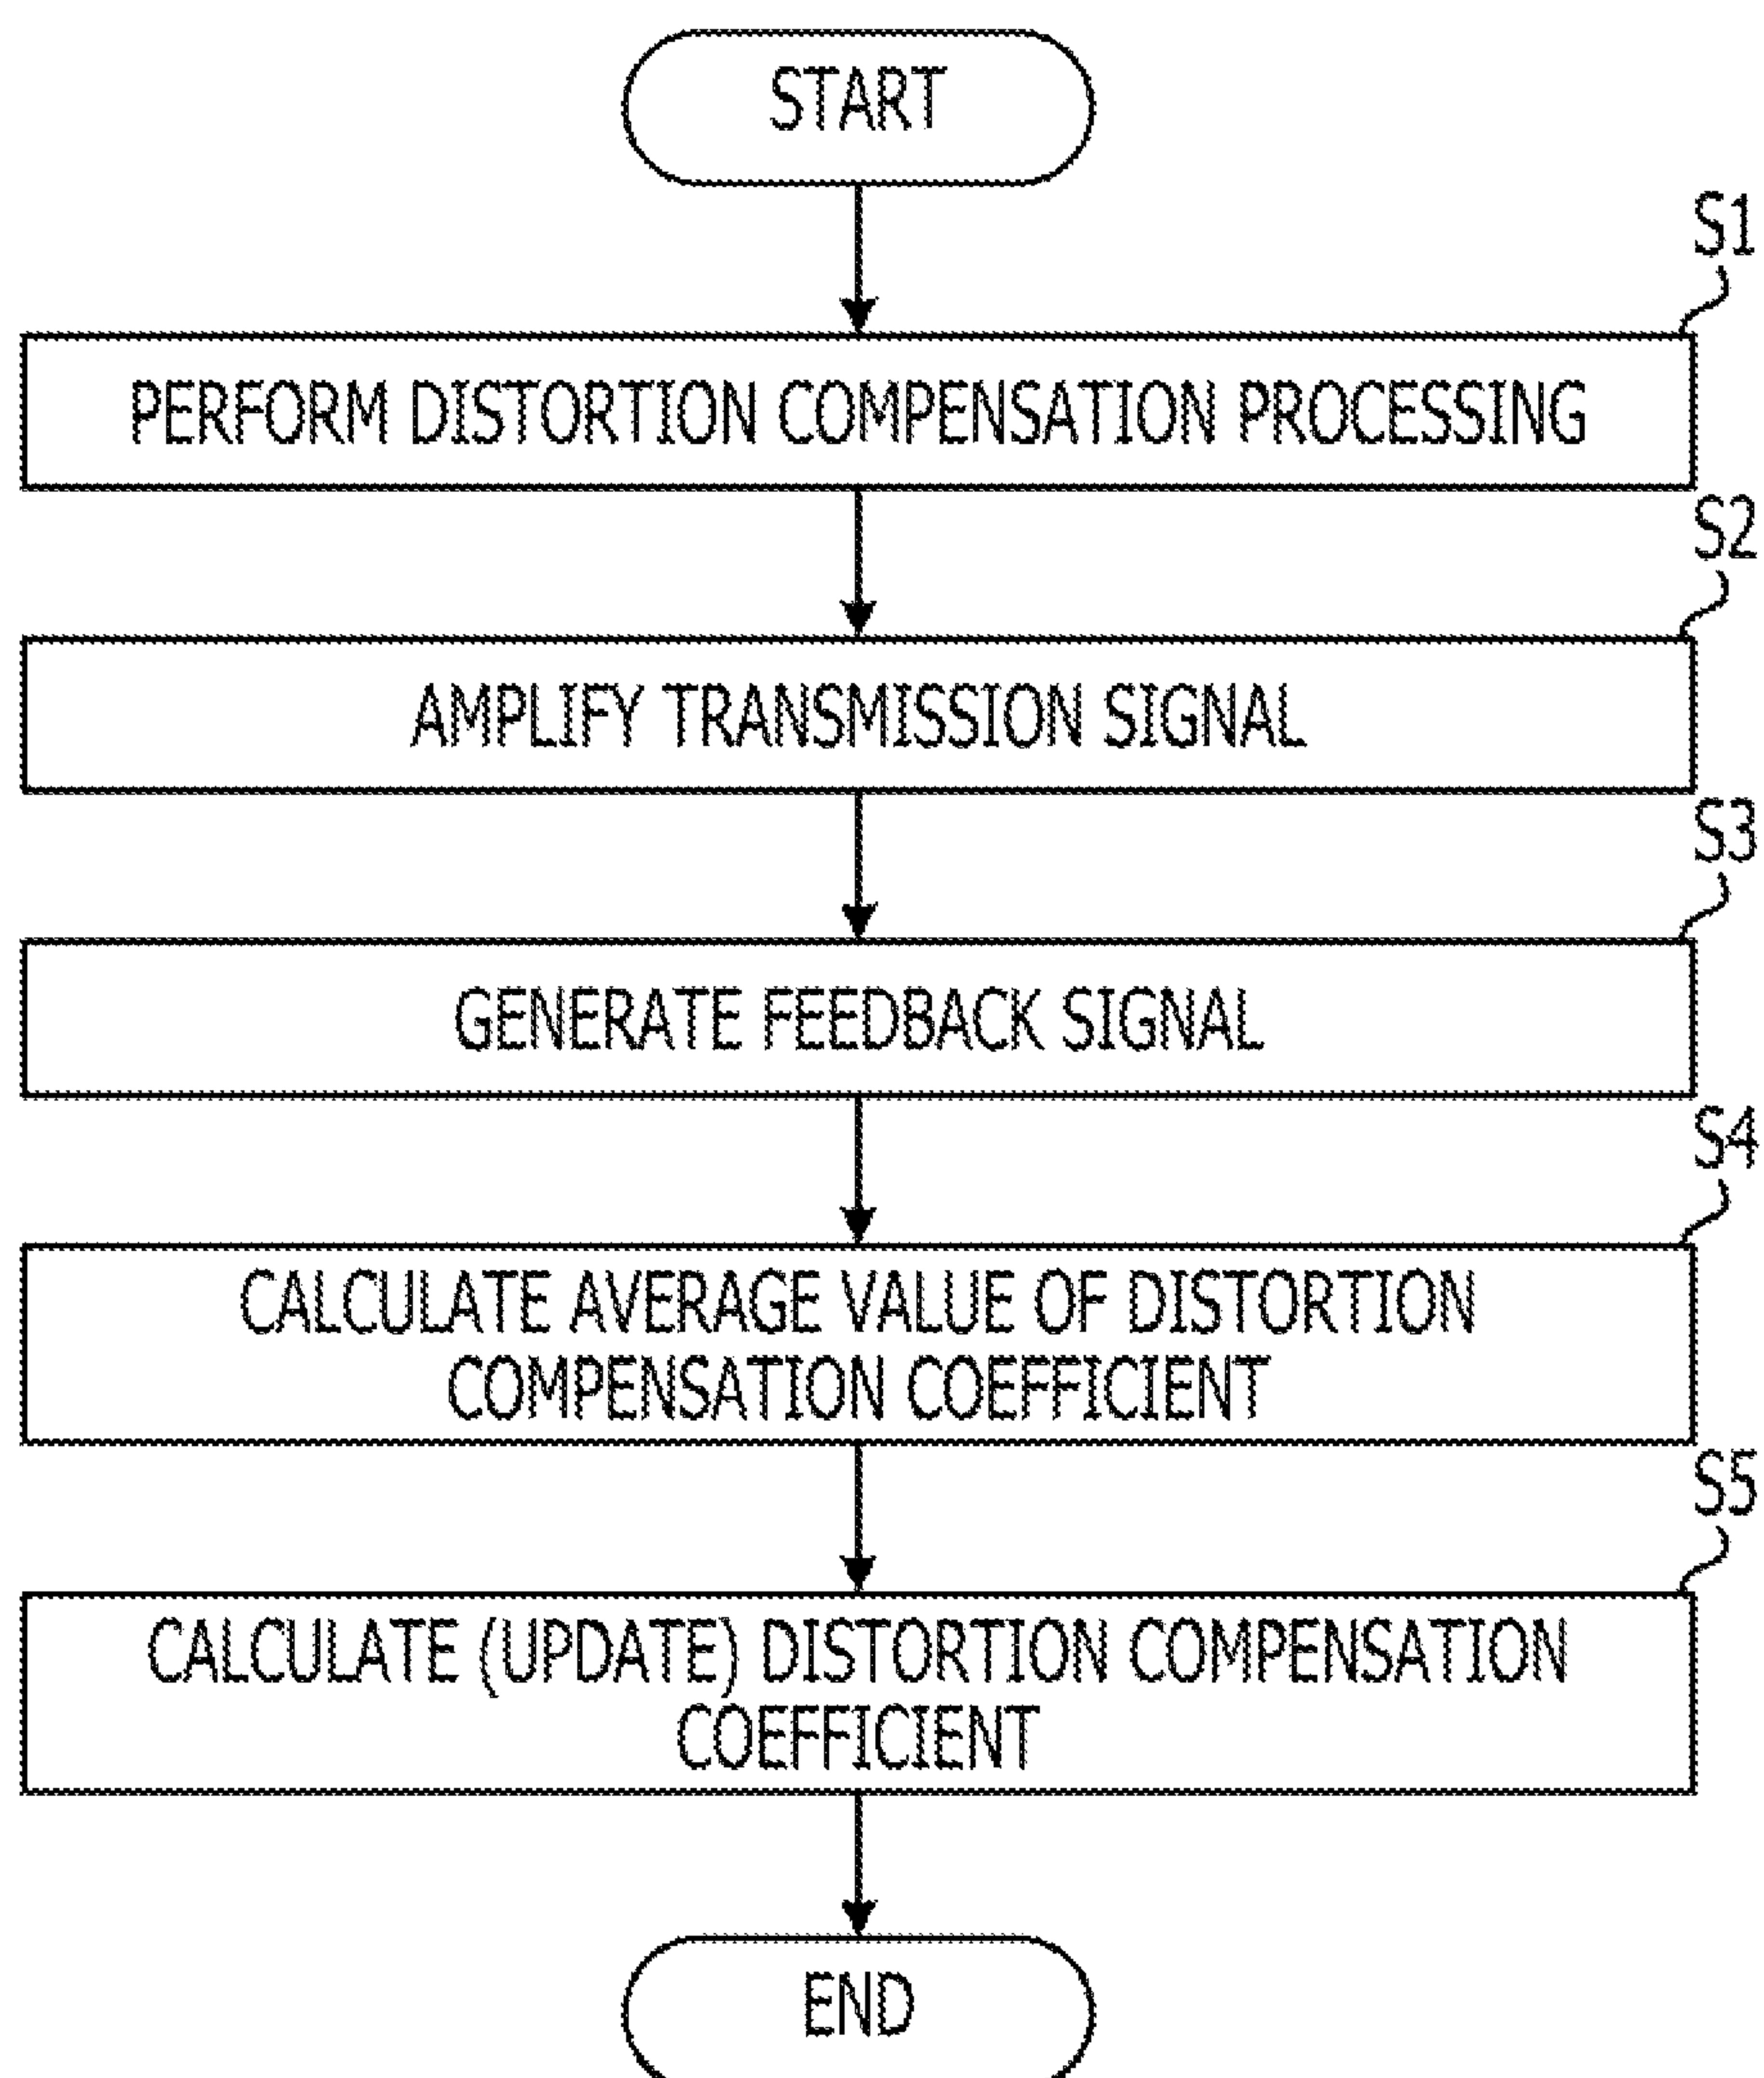 START
S1
PERFORM DISTORTION COMPENSATION PROCESSING
S2
AMPLIFY TRANSMISSION SIGNAL
S3
GENERATE FEEDBACK SIGNAL
S4
CALCULATE AVERAGE VALUE OF DISTORTION
COMPENSATION COEFFICIENT
S5
CALCULATE (UPDATE) DISTORTION COMPENSATION
COEFFICIENT
END